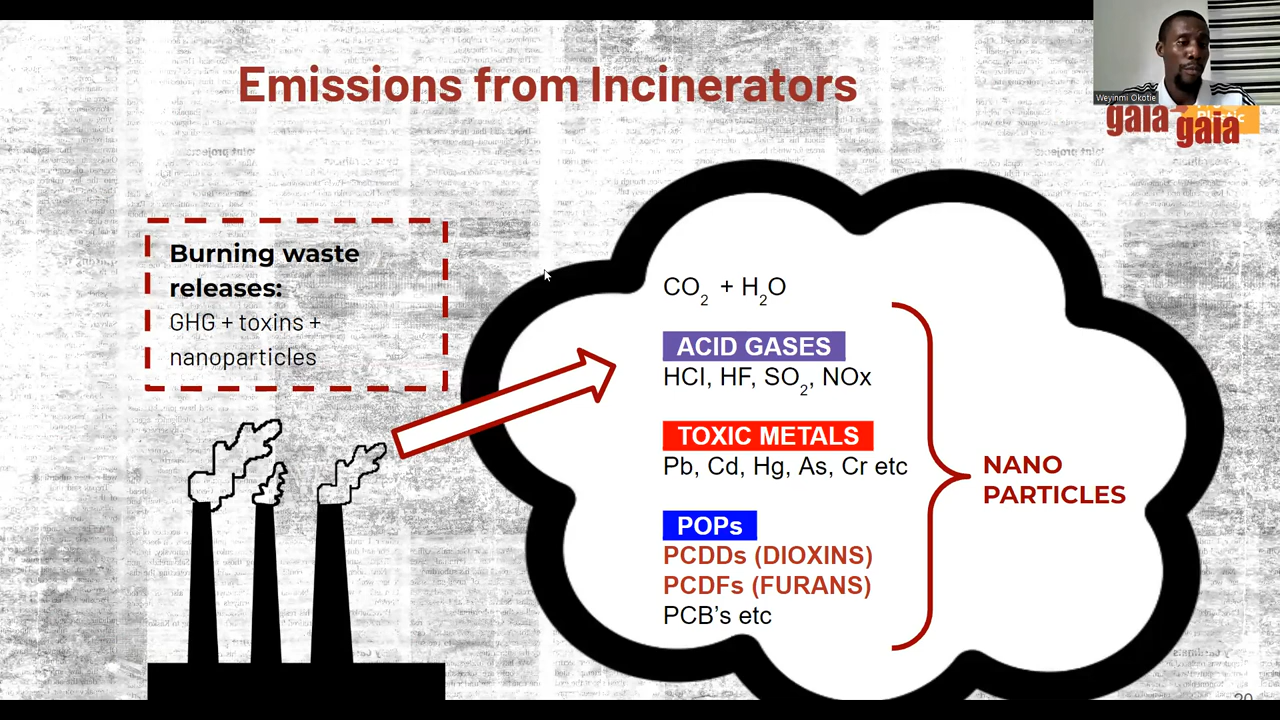 Emissions from Incinerators
Weyinmi Okotie
gaia
gaia
Burning waste
releases:
GHG + toxins +
nanoparticles
CO2 + H2O
ACID GASES
HCl, HF, SO2, NOx
TOXIC METALS
Pb, Cd, Hg, As, Cr etc
POPs
PCDDs (DIOXINS)
PCDFs (FURANS)
PCB's etc
NANO
PARTICLES